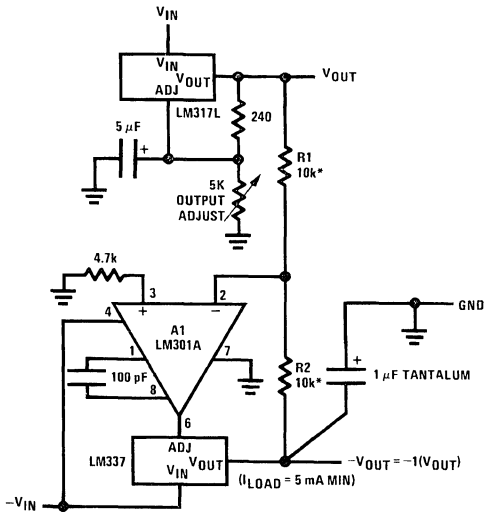 VIN
VIN
VOUT
ADJ
VOUT
LM317L
240
5 μF
+
R1
10k*
5K
OUTPUT
ADJUST
4.7k
3
2
4
+
−
GND
A1
LM301A
1
7
+
100 pF
8
R2
10k*
1 μF TANTALUM
6
ADJ
LM337
VOUT
VIN
−VOUT = −1(VOUT)
(ILOAD = 5 mA MIN)
−VIN